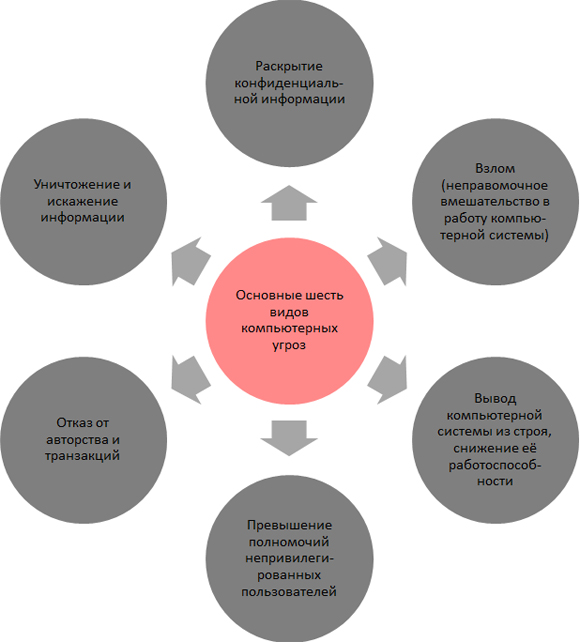 Раскрытие
конфиденциаль-
ной информации
Взлом
(неправомочное
вмешательство в
работу компью-
терной системы)
Вывод
компьютерной
системы из строя,
снижение её
работоспособ-
ности
Превышение
полномочий
непривилеги-
рованных
пользователей
Отказ от
авторства и
транзакций
Уничтожение и
искажение
информации
Основные шесть
видов
компьютерных
угроз